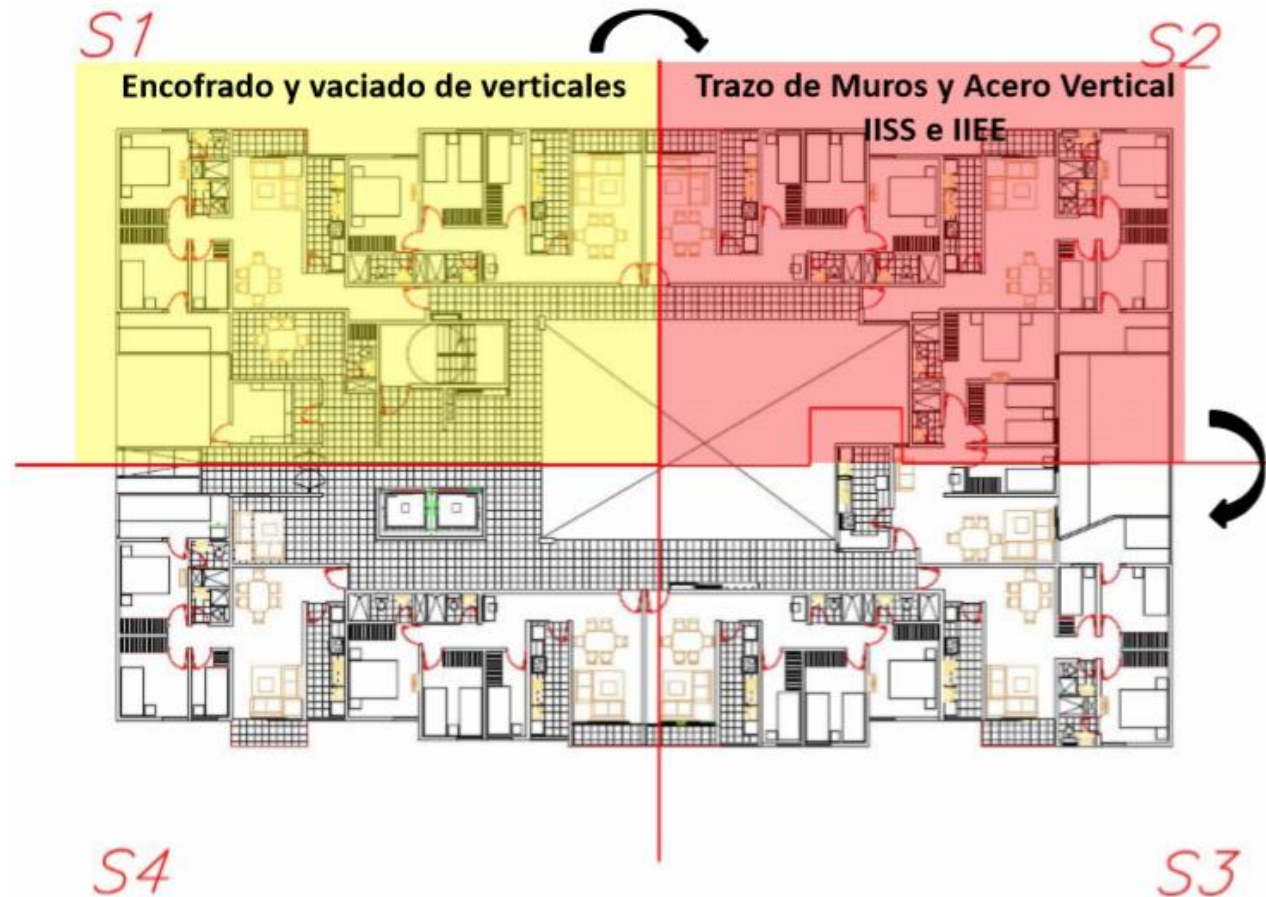 S1
S2
Encofrado y vaciado de verticales
Trazo de Muros y Acero Vertical
IISS e IIEE
S4
S3